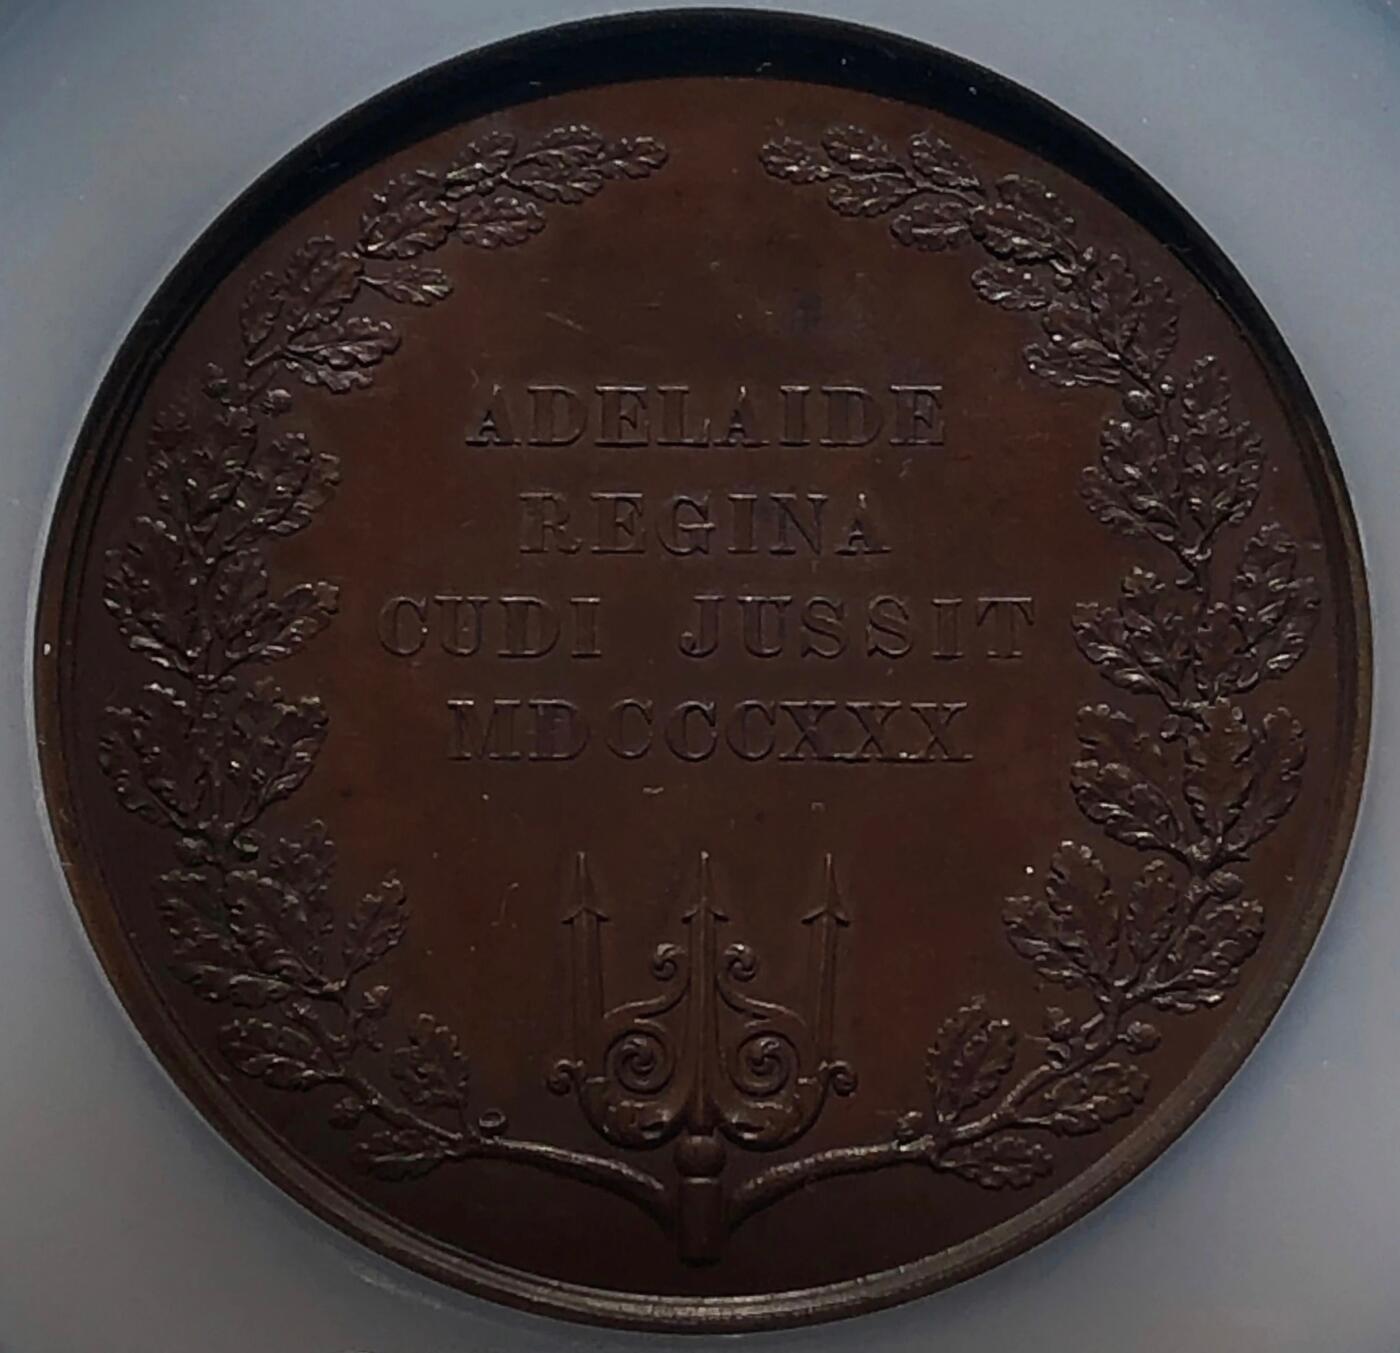 ADELAIDE
REGINA
CUDI JUSSIT
MDCCCXXX